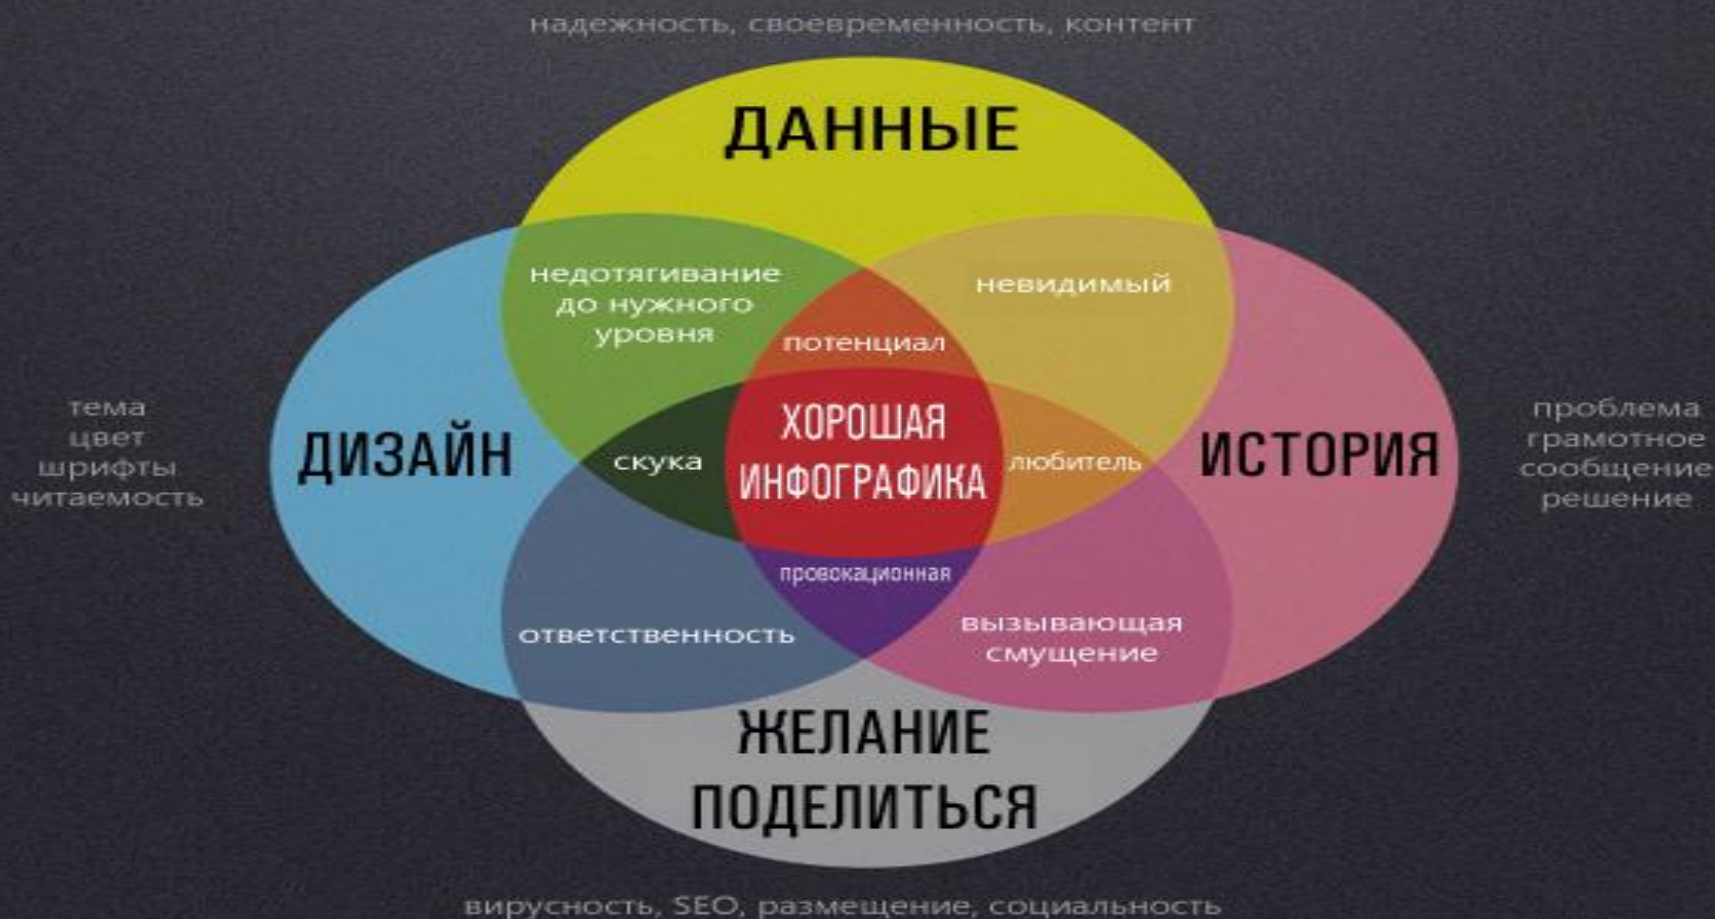 надежность, своевременность, контент
ДАННЫЕ
недотягивание
до нужного
уровня
невидимый
потенциал
тема
цвет
шрифты
читаемость
ДИЗАЙН
скука
ХОРОШАЯ
ИНФОГРАФИКА
любитель
ИСТОРИЯ
проблема
грамотное
сообщение
решение
провокационная
ответственность
вызывающая
смущение
ЖЕЛАНИЕ
ПОДЕЛИТЬСЯ
вирусность, SEO, размещение, социальность